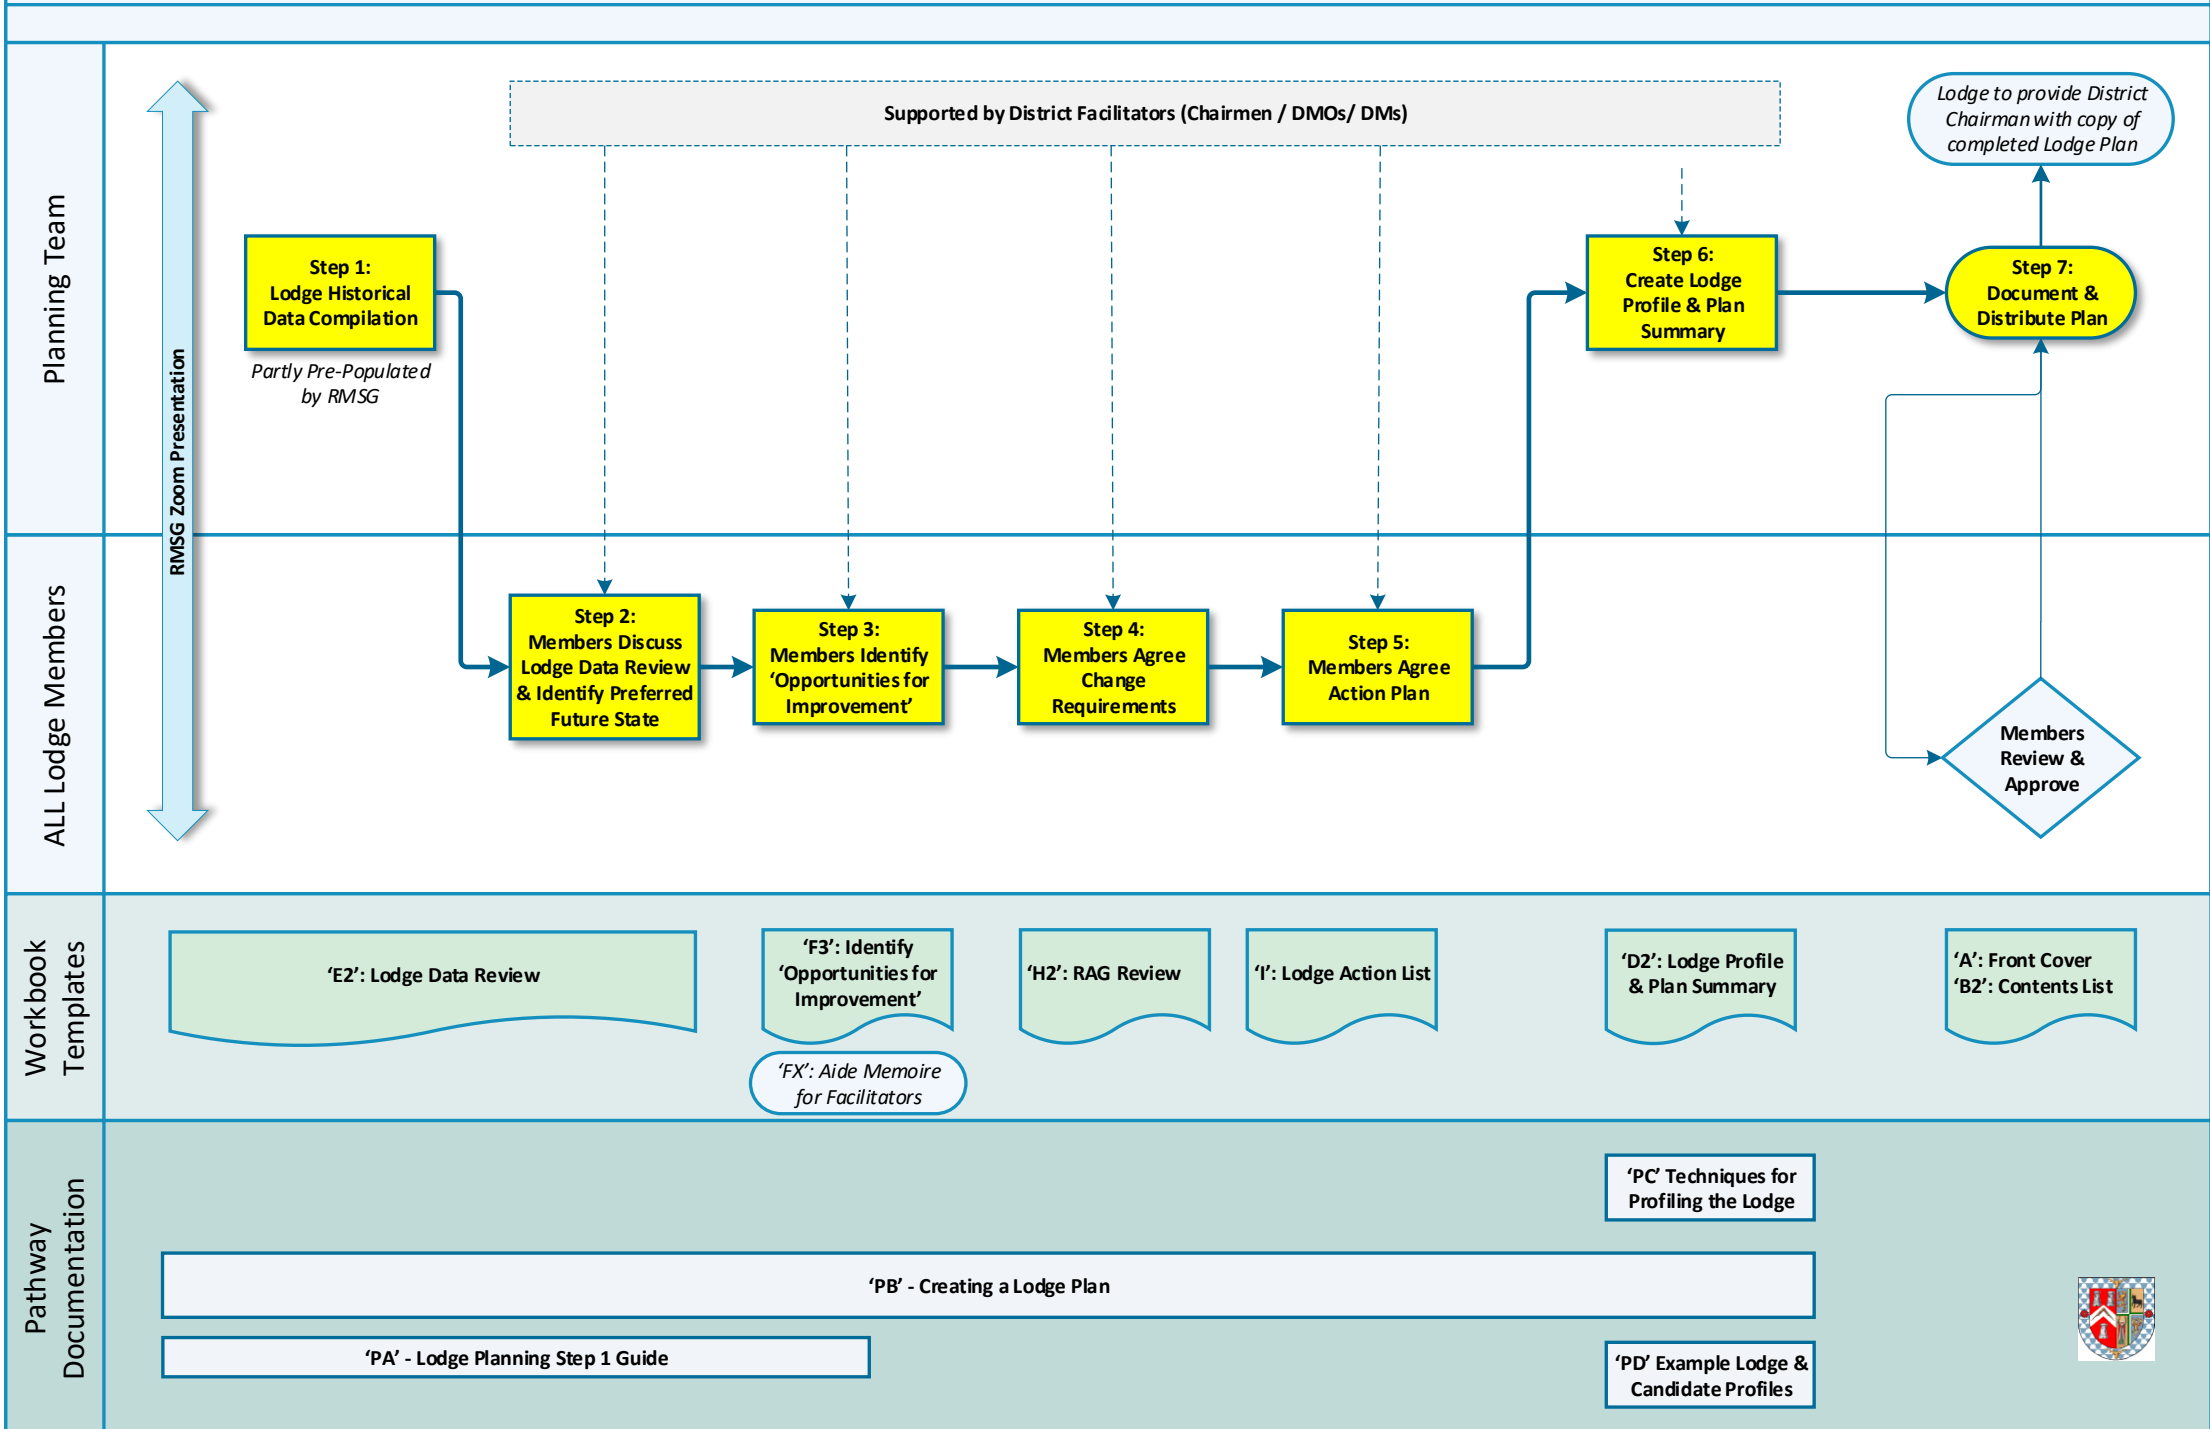 Planning Team
RMSG Zoom Presentation
Supported by District Facilitators (Chairmen / DMOs/ DMs)
Lodge to provide District
Chairman with copy of
completed Lodge Plan
Step 1:
Lodge Historical
Data Compilation
Partly Pre-Populated
by RMSG
Step 6:
Create Lodge
Profile & Plan
Summary
Step 7:
Document &
Distribute Plan
ALL Lodge Members
Step 2:
Members Discuss
Lodge Data Review
& Identify Preferred
Future State
Step 3:
Members Identify
‘Opportunities for
Improvement’
Step 4:
Members Agree
Change
Requirements
Step 5:
Members Agree
Action Plan
Members
Review &
Approve
Workbook
Templates
‘E2’: Lodge Data Review
‘F3’: Identify
‘Opportunities for
Improvement’
‘FX’: Aide Memoire
for Facilitators
‘H2’: RAG Review
‘I’: Lodge Action List
‘D2’: Lodge Profile
& Plan Summary
‘A’: Front Cover
‘B2’: Contents List
Pathway
Documentation
‘PC’ Techniques for
Profiling the Lodge
‘PB’ - Creating a Lodge Plan
‘PA’ - Lodge Planning Step 1 Guide
‘PD’ Example Lodge &
Candidate Profiles